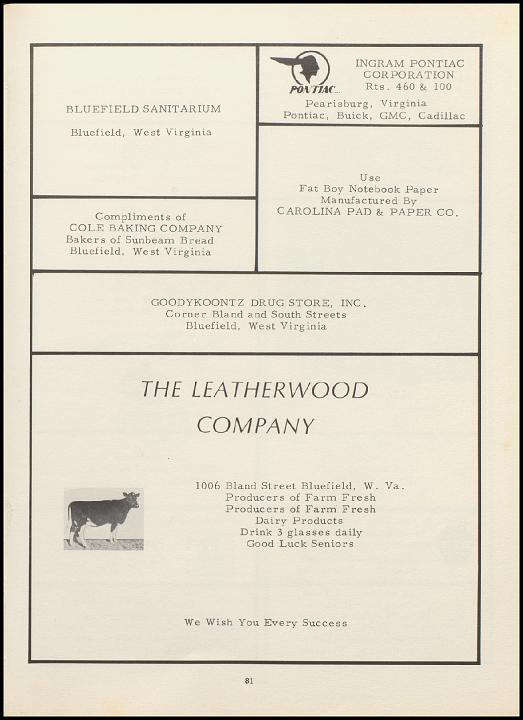 BLUEFIELD SANITARIUM
Bluefield, West Virginia
PONTIAC
INGRAM PONTIAC
CORPORATION
Rts. 460 & 100
Pearisburg, Virginia
Pontiac, Buick, GMC, Cadillac
Use
Fat Boy Notebook Paper
Manufactured By
CAROLINA PAD & PAPER CO.
Compliments of
COLE BAKING COMPANY
Bakers of Sunbeam Bread
Bluefield, West Virginia
GOODYKOONTZ DRUG STORE, INC.
Corner Bland and South Streets
Bluefield, West Virginia
THE LEATHERWOOD
COMPANY
1006 Bland Street Bluefield, W. Va.
Producers of Farm Fresh
Producers of Farm Fresh
Dairy Products
Drink 3 glasses daily
Good Luck Seniors
We Wish You Every Success
81